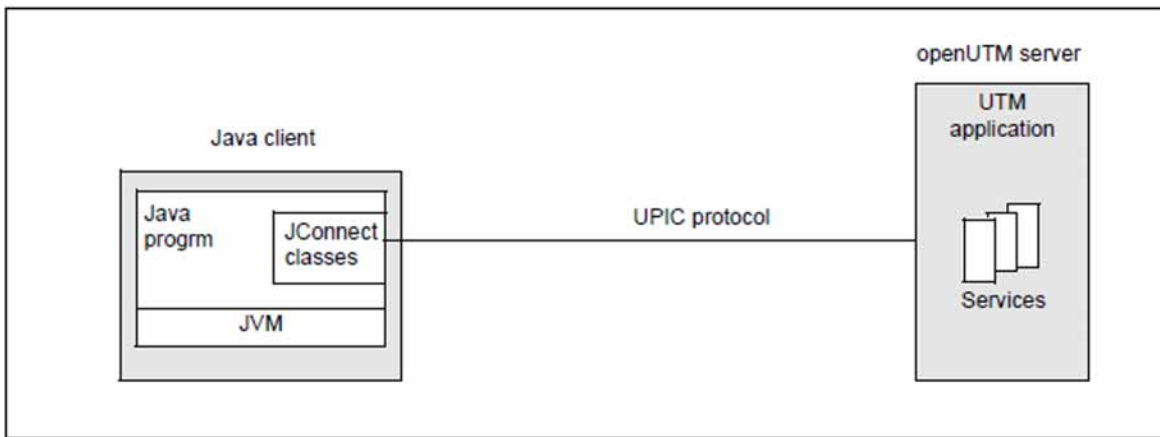 openUTM server
UTM
application
Java client
Java
progrm
JConnect
classes
UPIC protocol
Services
JVM